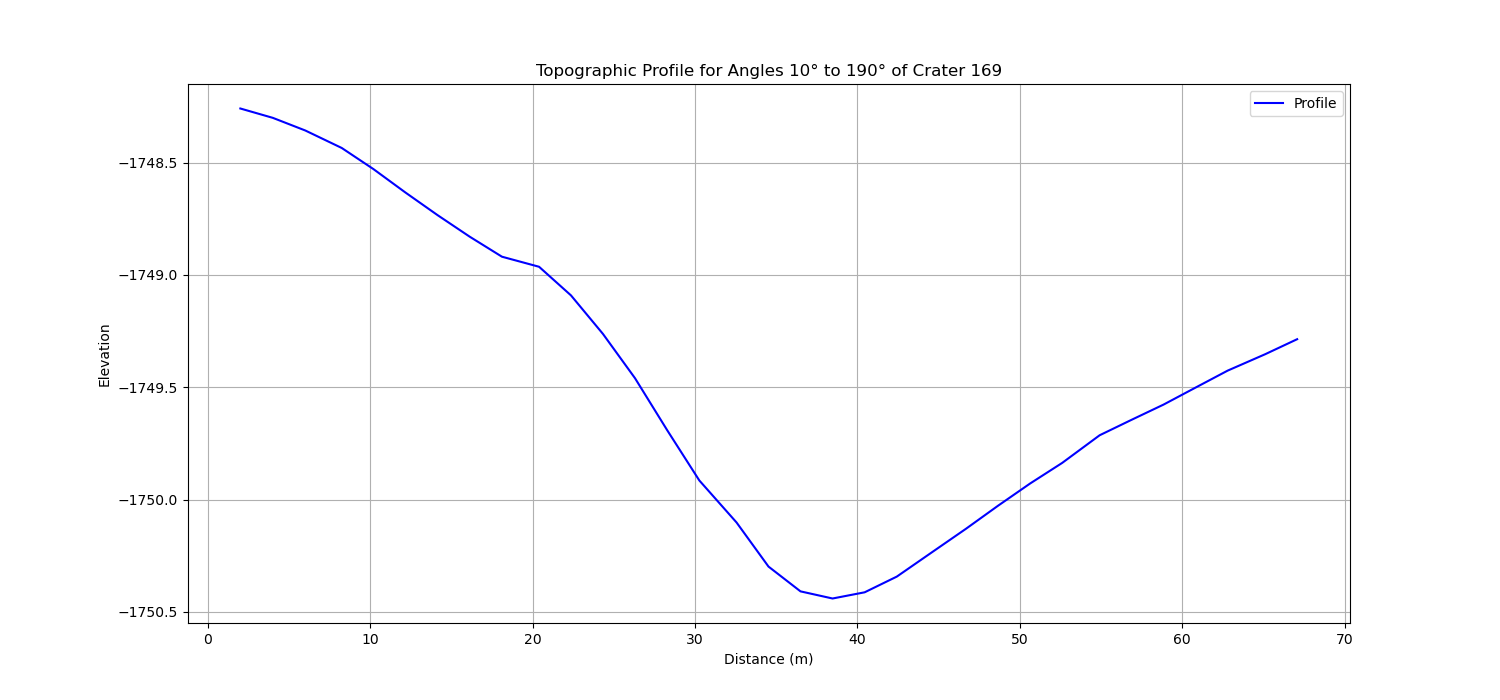 Topographic Profile for Angles 10° to 190° of Crater 169
Profile
Elevation
−1748.5
−1749.0
−1749.5
−1750.0
−1750.5
0 10 20 30 40 50 60 70
Distance (m)